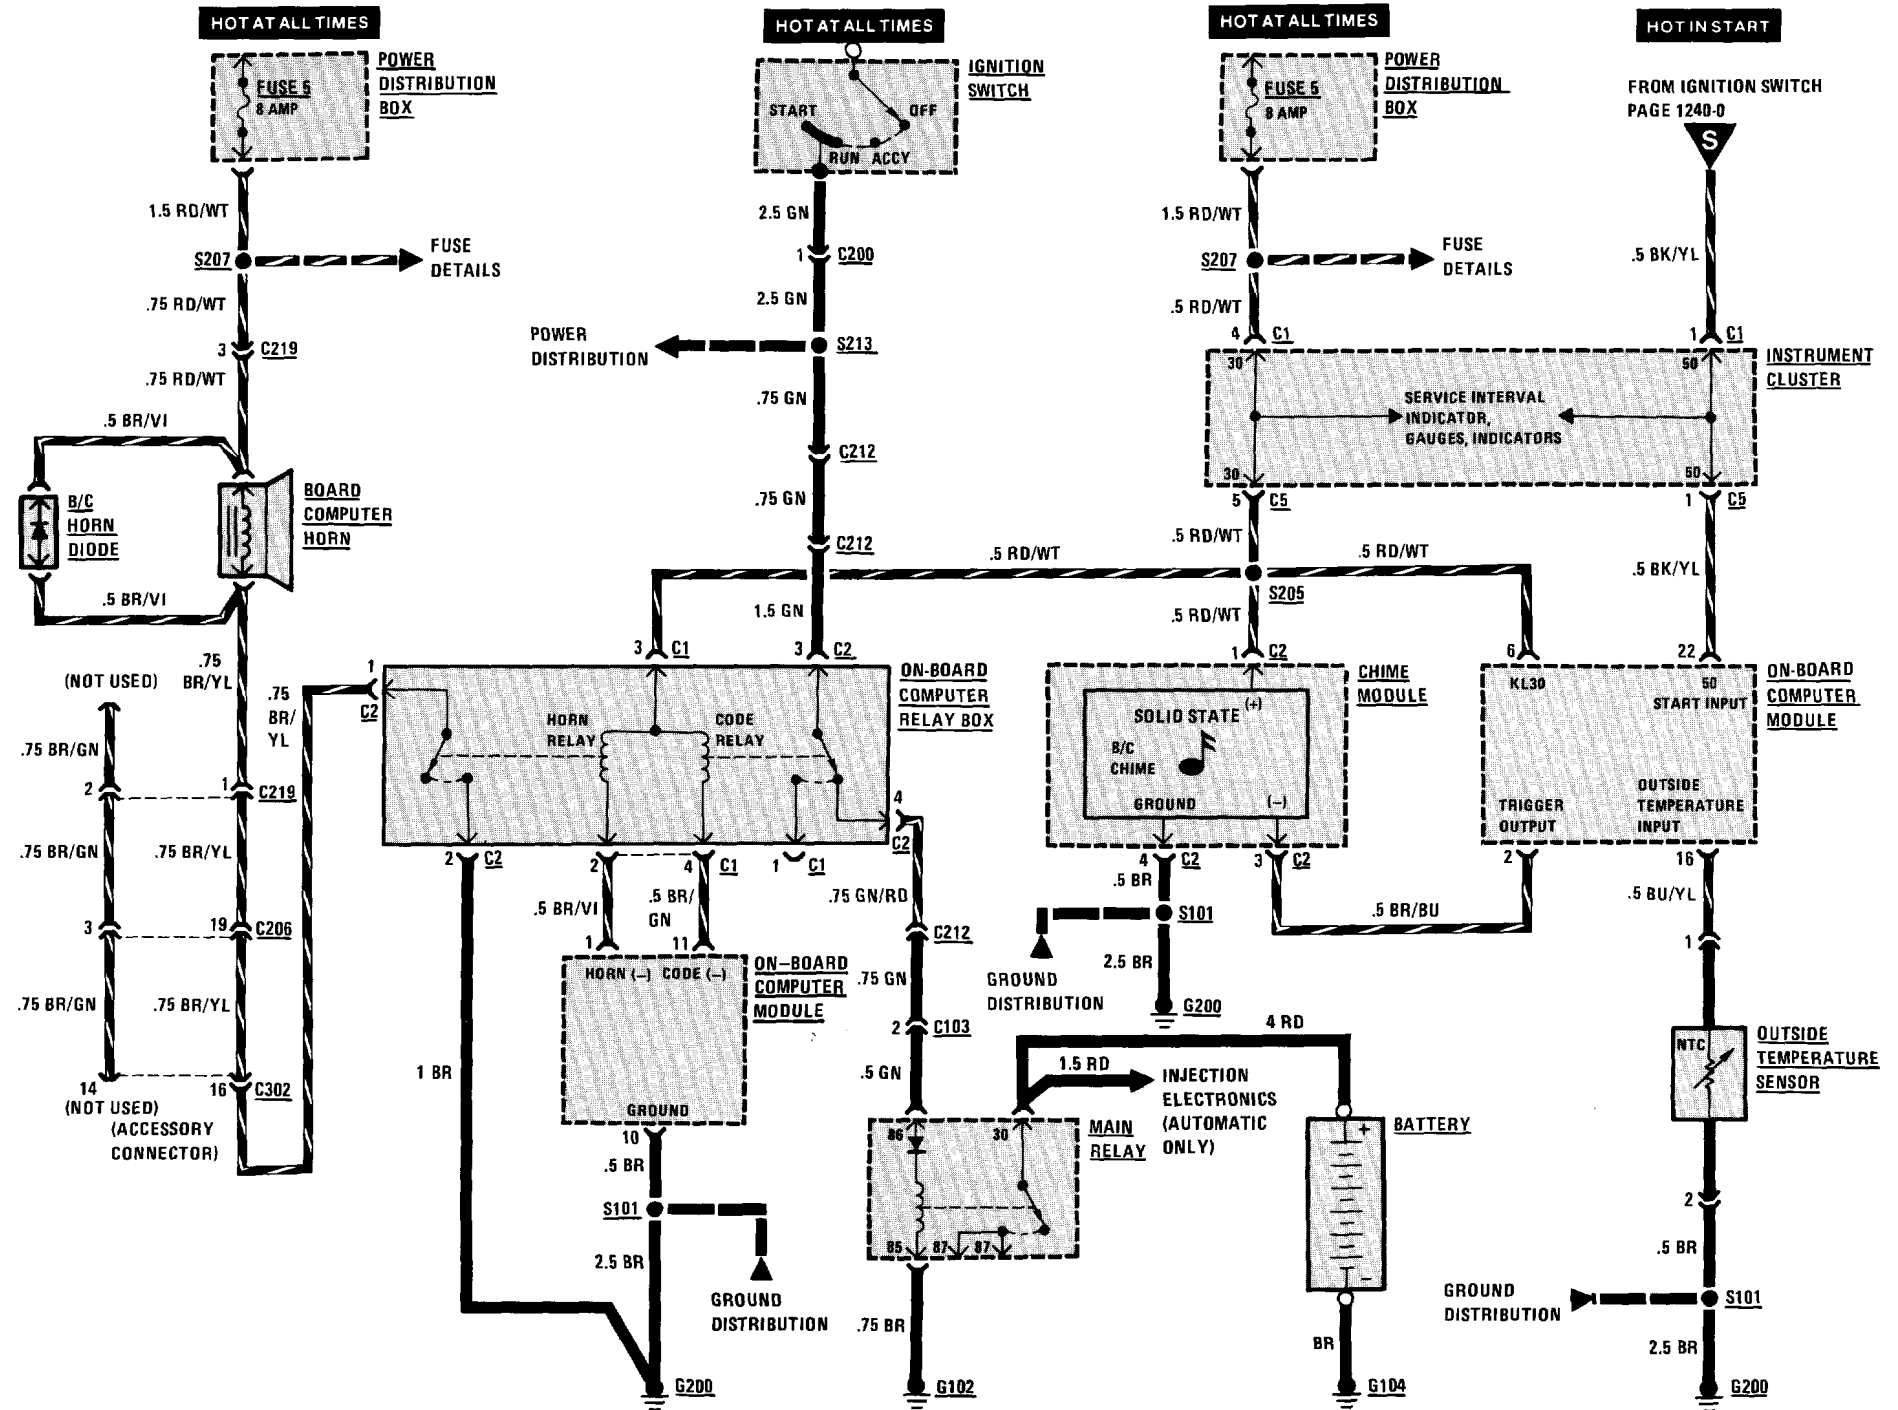 HOT AT ALL TIMES
HOT AT ALL TIMES
HOT AT ALL TIMES
HOT IN START
FUSE 5
8 AMP
POWER
DISTRIBUTION
BOX
IGNITION
SWITCH
START
OFF
RUN ACCY
FUSE 5
8 AMP
POWER
DISTRIBUTION
BOX
FROM IGNITION SWITCH
PAGE 1240-0
S
1.5 RD/WT
S207
FUSE
DETAILS
.75 RD/WT
3
C219
.75 RD/WT
2.5 GN
1
C200
2.5 GN
POWER
DISTRIBUTION
S213
.75 GN
C212
.75 GN
C212
1.5 GN
1.5 RD/WT
S207
FUSE
DETAILS
.5 RD/WT
4
C1
.5 BK/YL
1
C1
INSTRUMENT
CLUSTER
30
50
SERVICE INTERVAL
INDICATOR,
GAUGES, INDICATORS
30
50
5
C5
1
C5
.5 BR/VI
B/C
HORN
DIODE
BOARD
COMPUTER
HORN
.5 BR/VI
.5 RD/WT
.5 RD/WT
.5 RD/WT
S205
.5 RD/WT
.5 BK/YL
(NOT USED)
.75
BR/YL
.75
BR/
YL
1
C2
3
C1
3
C2
ON-BOARD
COMPUTER
RELAY BOX
HORN
RELAY
CODE
RELAY
1
C2
CHIME
MODULE
SOLID STATE
(+)
B/C
CHIME
GROUND
(-)
6
22
KL30
50
START INPUT
ON-BOARD
COMPUTER
MODULE
TRIGGER
OUTPUT
OUTSIDE
TEMPERATURE
INPUT
.75 BR/GN
2
1
C219
.75 BR/GN
.75 BR/YL
3
19
C206
.75 BR/GN
.75 BR/YL
14
16
C302
(NOT USED)
(ACCESSORY
CONNECTOR)
2
C2
2
4
C1
1
C1
4
C2
.5 BR/VI
.5 BR/
GN
.75 GN/RD
1
11
HORN (-)
CODE (-)
ON-BOARD
COMPUTER
MODULE
GROUND
10
.5 BR
S101
2.5 BR
GROUND
DISTRIBUTION
1 BR
G200
C212
.75 GN
2
C103
.5 GN
86
30
MAIN
RELAY
85
87
87
.75 BR
G102
4
C2
3
C2
.5 BR
S101
GROUND
DISTRIBUTION
2.5 BR
G200
.5 BR/BU
2
16
.5 BU/YL
1
4 RD
1.5 RD
INJECTION
ELECTRONICS
(AUTOMATIC
ONLY)
+
BATTERY
-
BR
G104
NTC
OUTSIDE
TEMPERATURE
SENSOR
2
.5 BR
GROUND
DISTRIBUTION
S101
2.5 BR
G200